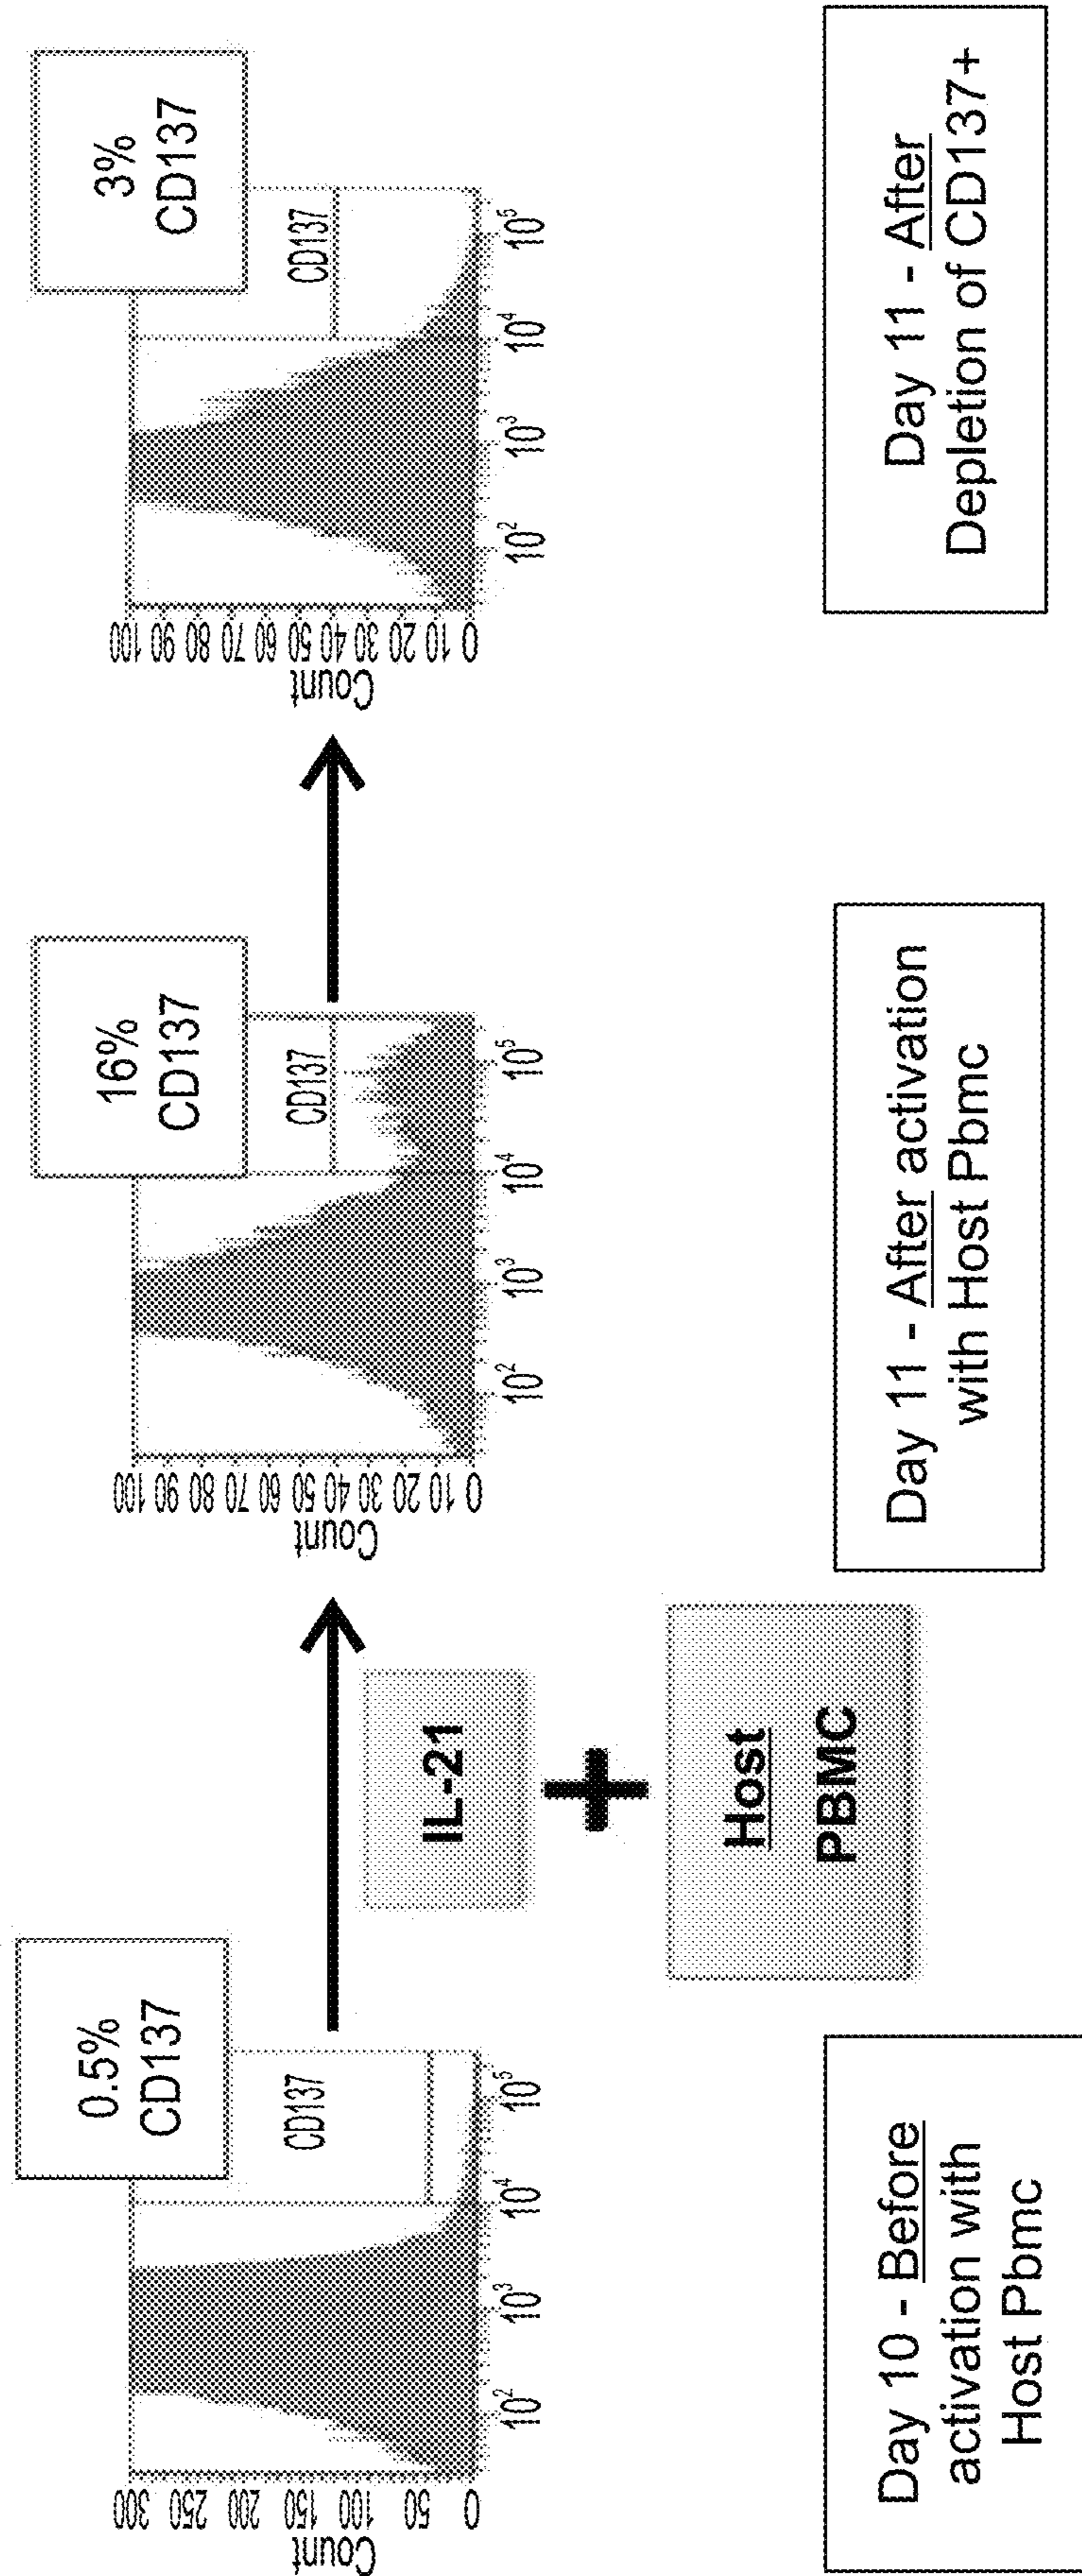 0.5%
CD137
Count
300
250
200
150
100
50
0
CD137
10²
10³
10⁴
10⁵
Day 10 - Before
activation with
Host Pbmc
IL-21
+
Host
PBMC
16%
CD137
Count
100
90
80
70
60
50
40
30
20
10
0
CD137
10²
10³
10⁴
10⁵
Day 11 - After activation
with Host Pbmc
3%
CD137
Count
100
90
80
70
60
50
40
30
20
10
0
CD137
10²
10³
10⁴
10⁵
Day 11 - After
Depletion of CD137+